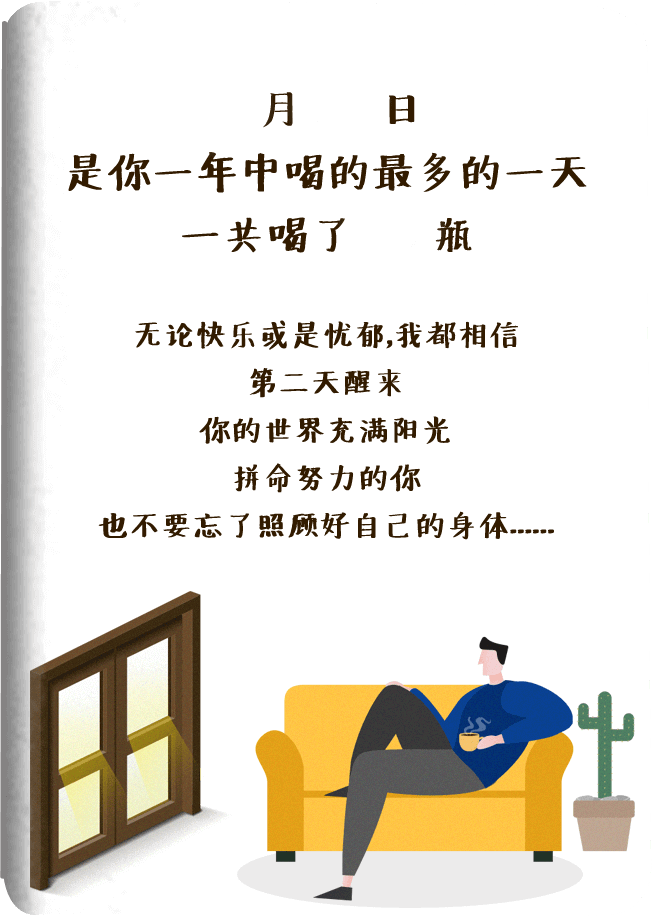 月 日
是你一年中喝的最多的一天
一共喝了 瓶
无论快乐或是忧郁,我都相信
第二天醒来
你的世界充满阳光
拼命努力的你
也不要忘了照顾好自己的身体......